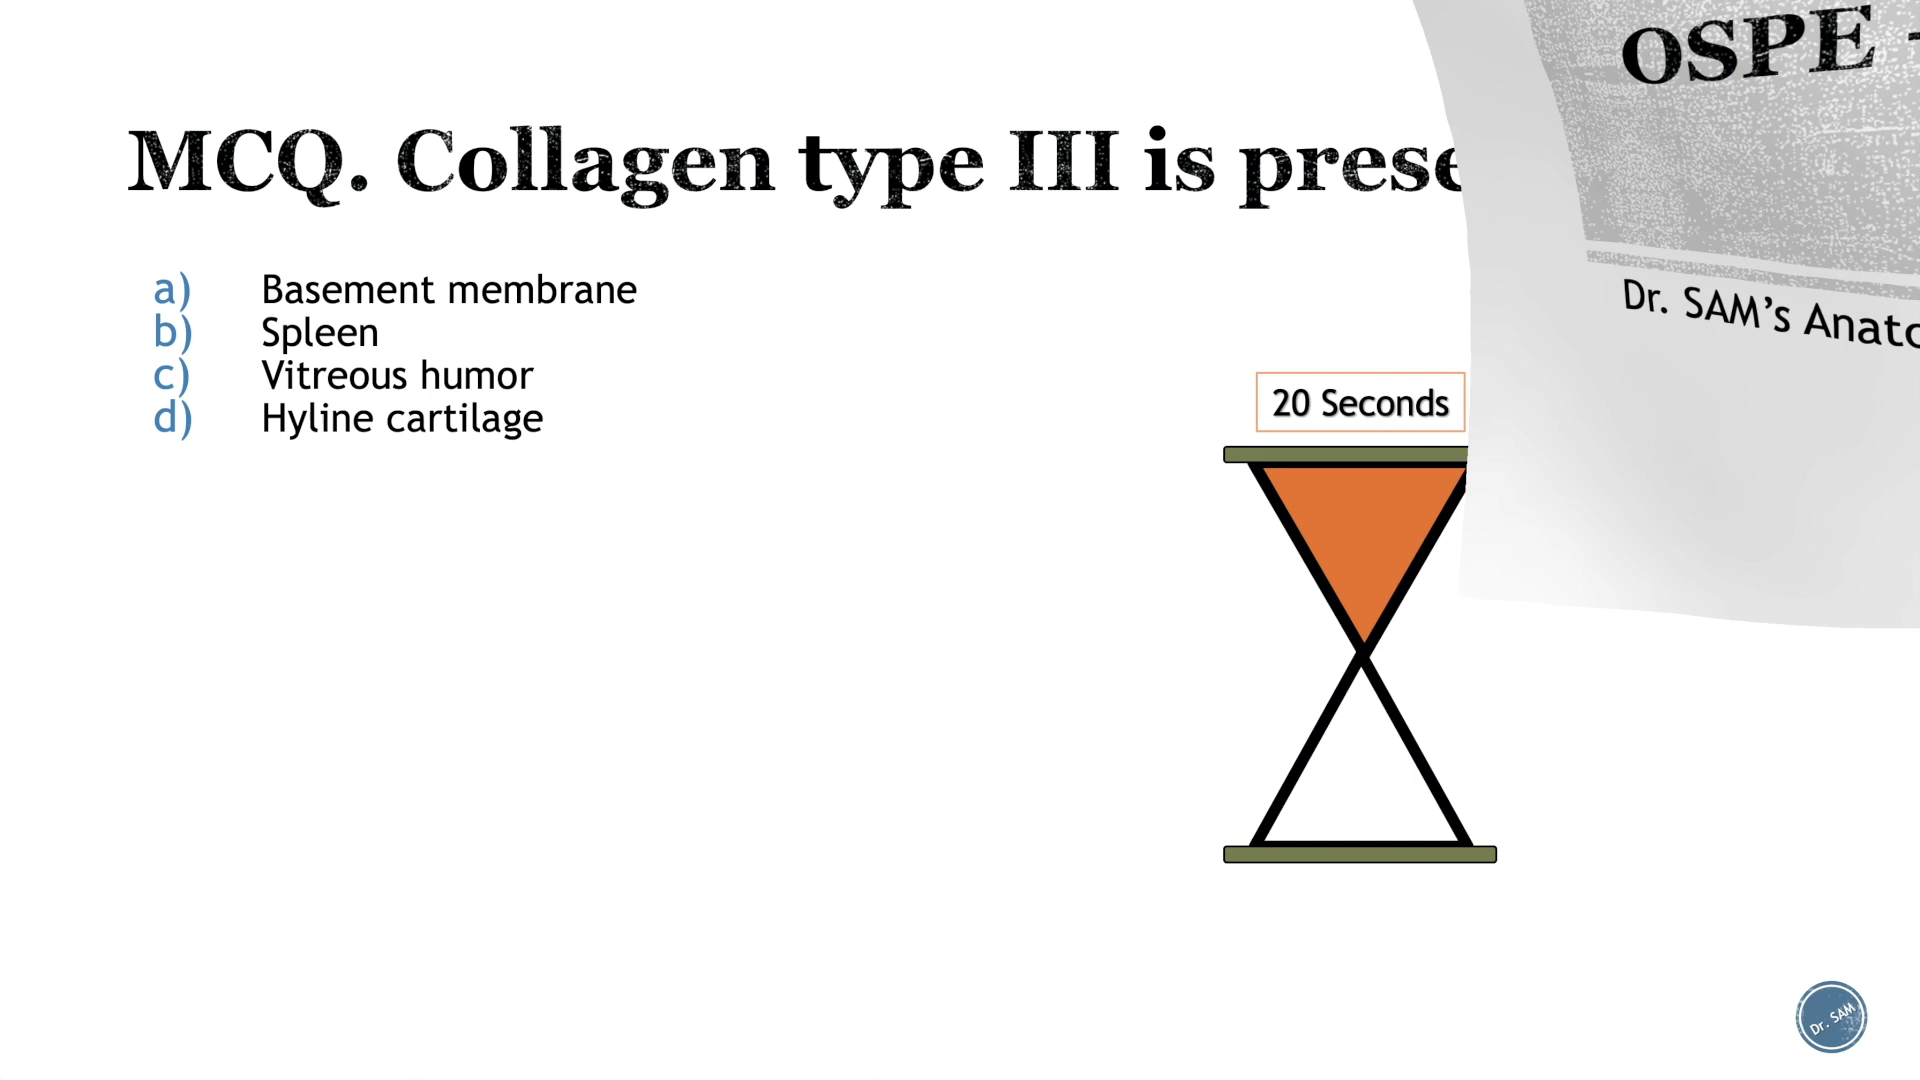 OSPE
MCQ. Collagen type III is prese
a) Basement membrane
b) Spleen
c) Vitreous humor
d) Hyline cartilage
Dr. SAM's Anato
20 Seconds
Dr. SAM